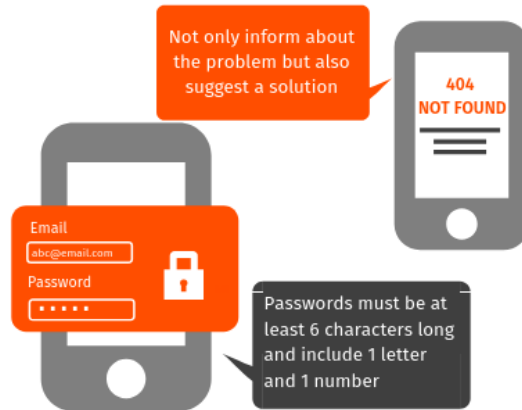 Not only inform about
the problem but also
suggest a solution
404
NOT FOUND
Email
abc@email.com
Password
Passwords must be at
least 6 characters long
and include 1 letter
and 1 number